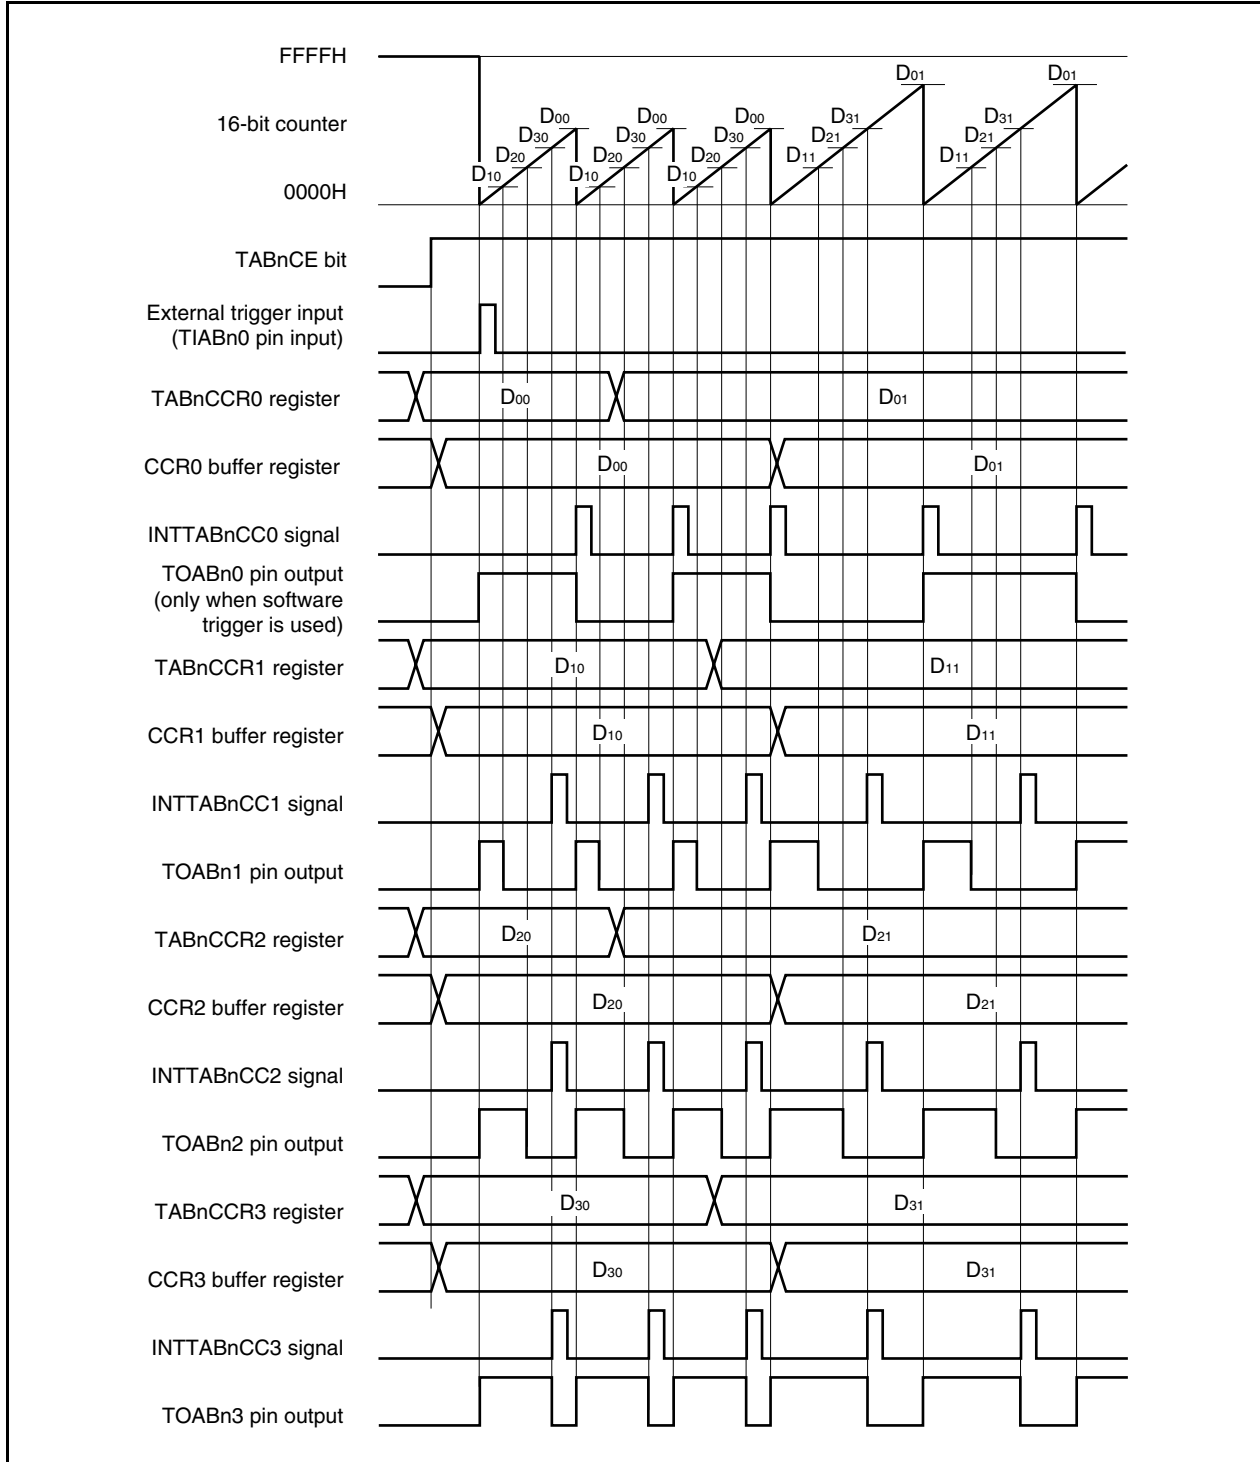 FFFFH
D01 D01
16-bit counter
D00 D00 D00 D31 D31
D30 D30 D30 D21 D21
D20 D20 D20 D11 D11
D10 D10 D10
0000H
TABnCE bit
External trigger input
(TIABn0 pin input)
TABnCCR0 register D00 D01
CCR0 buffer register D00 D01
INTTABnCC0 signal
TOABn0 pin output
(only when software
trigger is used)
TABnCCR1 register D10 D11
CCR1 buffer register D10 D11
INTTABnCC1 signal
TOABn1 pin output
TABnCCR2 register D20 D21
CCR2 buffer register D20 D21
INTTABnCC2 signal
TOABn2 pin output
TABnCCR3 register D30 D31
CCR3 buffer register D30 D31
INTTABnCC3 signal
TOABn3 pin output